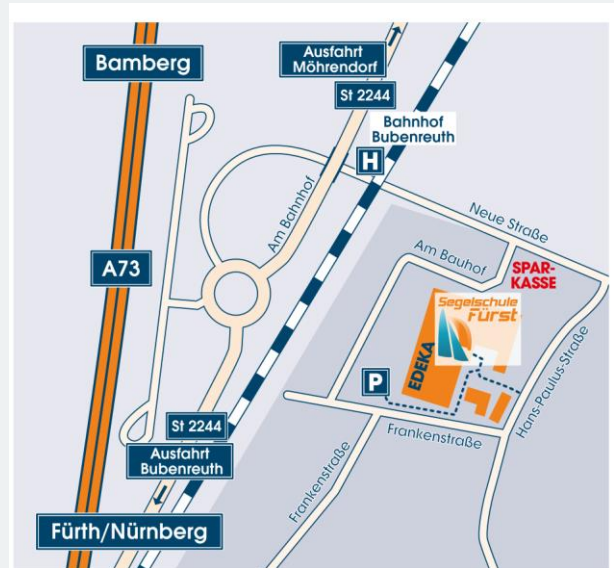 Bamberg
Ausfahrt
Möhrendorf
St 2244
Bahnhof
Bubenreuth
H
Am Bahnhof
Neue Straße
A73
Am Bauhof
SPAR-
KASSE
Segelschule
Fürst
EDEKA
P
Hans-Paulus-Straße
Frankenstraße
St 2244
Ausfahrt
Bubenreuth
Frankenstraße
Fürth/Nürnberg